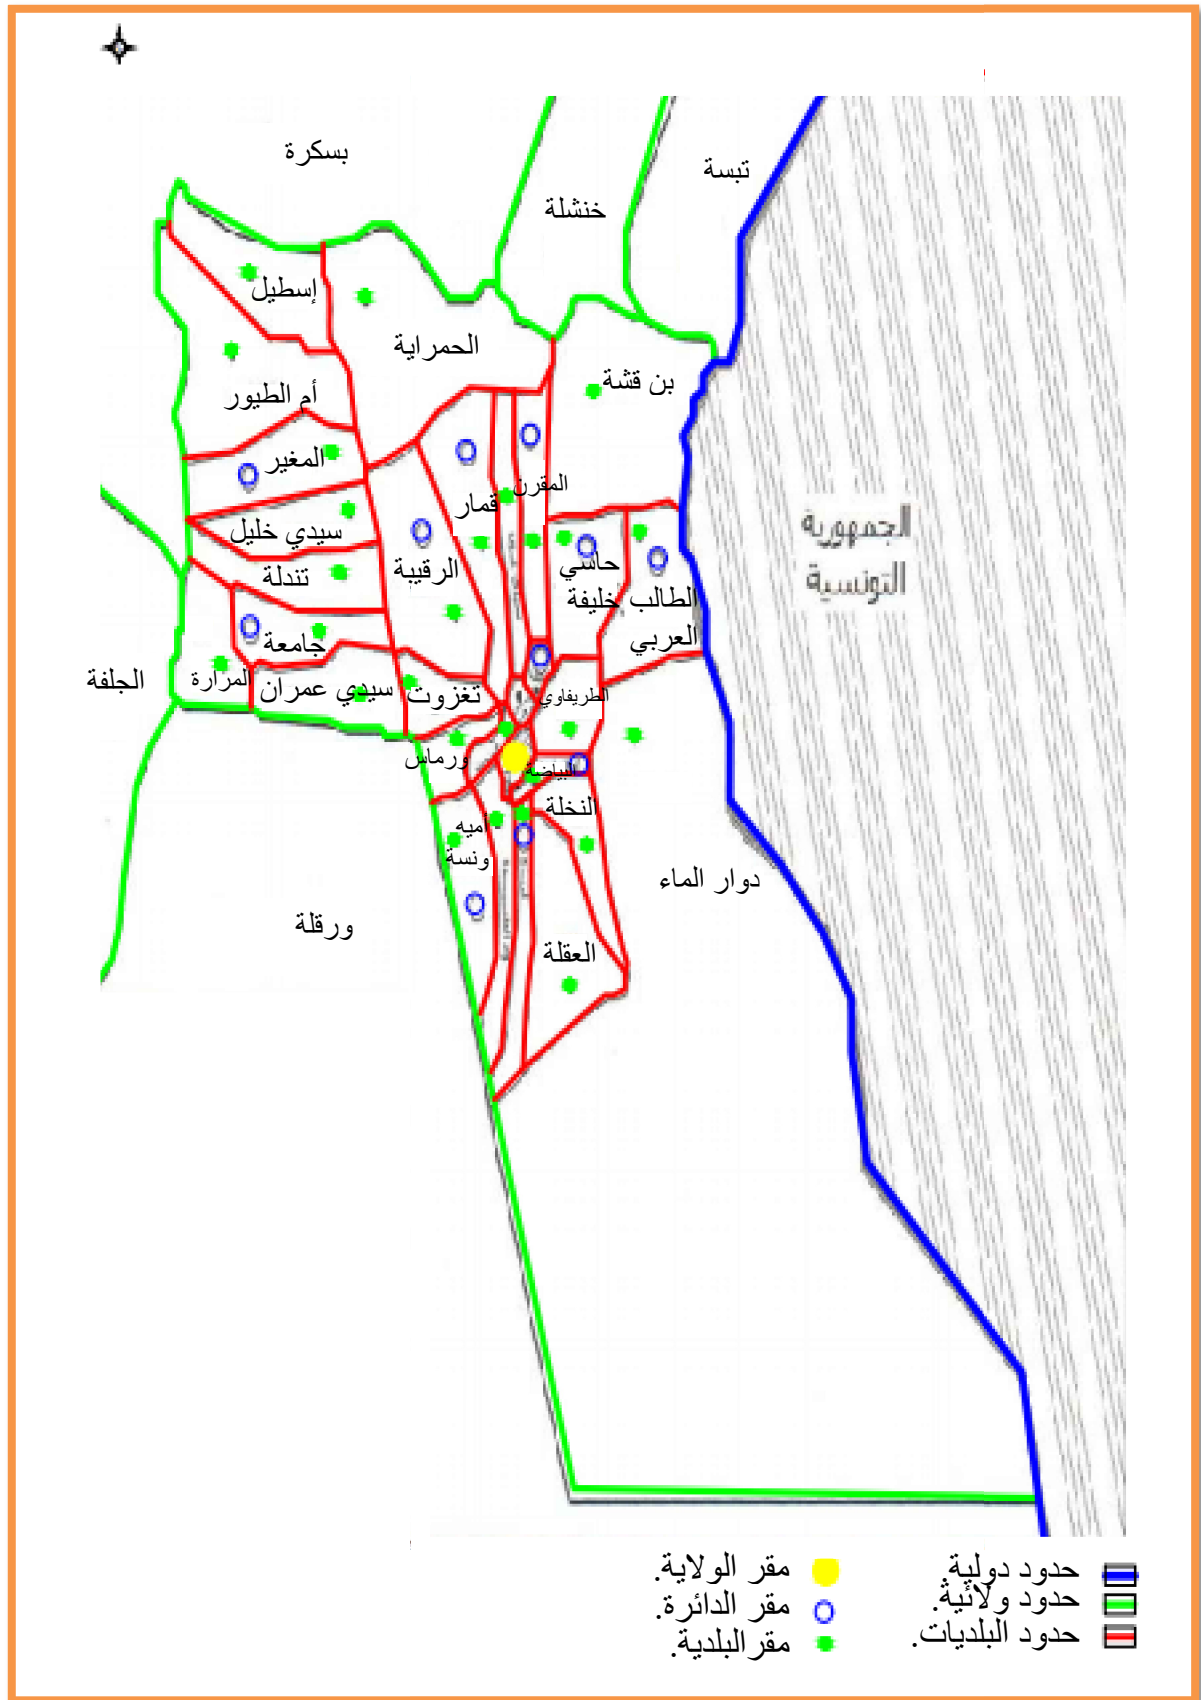 بسكرة
تبسة
خنشلة
إسطيل
الحمراية
بن قشة
أم الطيور
المغير
المقرن
قمار
سيدي خليل
الجمهورية
التونسية
حاسي
الرقيبة
تندلة
الطالب خليفة
العربي
جامعة
الجلفة
المرارة
سيدي عمران
تغزوت
الطريفاوي
ورماس
البياضة
النخلة
اميه
ونسة
دوار الماء
ورقلة
العقلة
حدود دولية.
مقر الولاية.
حدود ولائية.
مقر الدائرة.
حدود البلديات.
مقر البلدية.